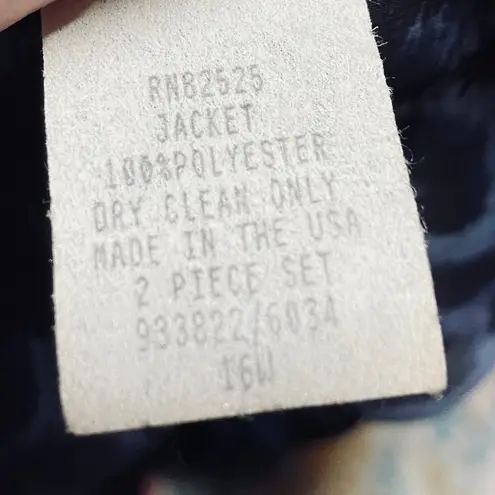 RN82525
JACKET
100%POLYESTER
DRY CLEAN ONLY
MADE IN THE USA
2 PIECE SET
933822/6034
16W